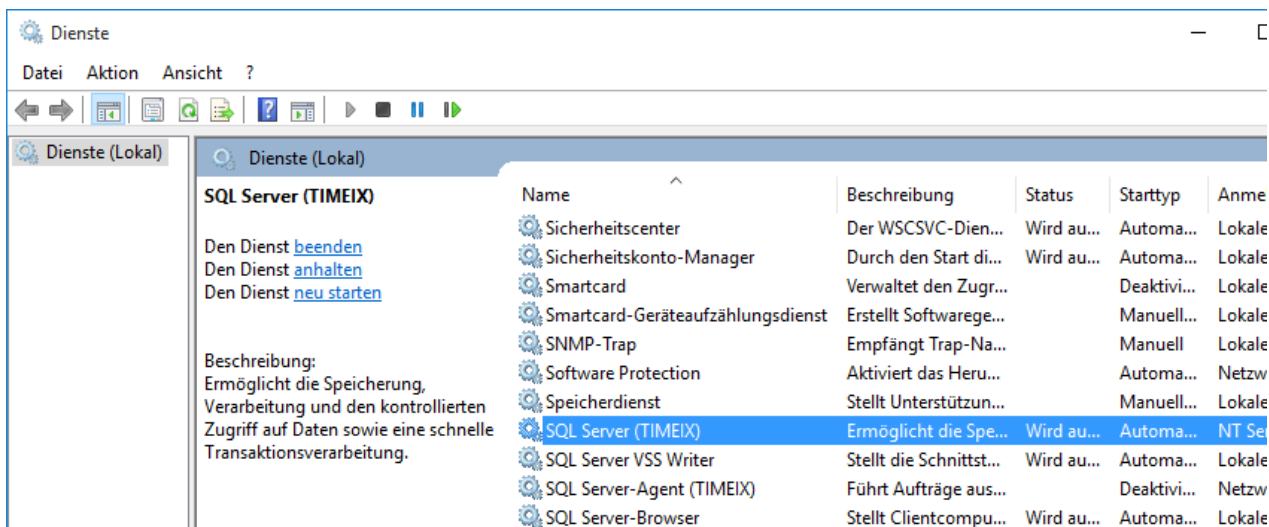 Dienste
Datei Aktion Ansicht ?
Dienste (Lokal)
Dienste (Lokal)
SQL Server (TIMEIX)
Den Dienst beenden
Den Dienst anhalten
Den Dienst neu starten
Beschreibung:
Ermöglicht die Speicherung,
Verarbeitung und den kontrollierten
Zugriff auf Daten sowie eine schnelle
Transaktionsverarbeitung.
Name Beschreibung Status Starttyp Anme
Sicherheitscenter Der WSCSVC-Dien... Wird au... Automa... Lokale
Sicherheitskonto-Manager Durch den Start di... Wird au... Automa... Lokale
Smartcard Verwaltet den Zugr... Deaktivi... Lokale
Smartcard-Geräteaufzählungsdienst Erstellt Softwarege... Manuell... Lokale
SNMP-Trap Empfängt Trap-Na... Manuell Lokale
Software Protection Aktiviert das Heru... Automa... Netzw
Speicherdienst Stellt Unterstützun... Manuell... Lokale
SQL Server (TIMEIX) Ermöglicht die Spe... Wird au... Automa... NT Ser
SQL Server VSS Writer Stellt die Schnittst... Wird au... Automa... Lokale
SQL Server-Agent (TIMEIX) Führt Aufträge aus... Deaktivi... Netzw
SQL Server-Browser Stellt Clientcompu... Wird au... Automa... Lokale